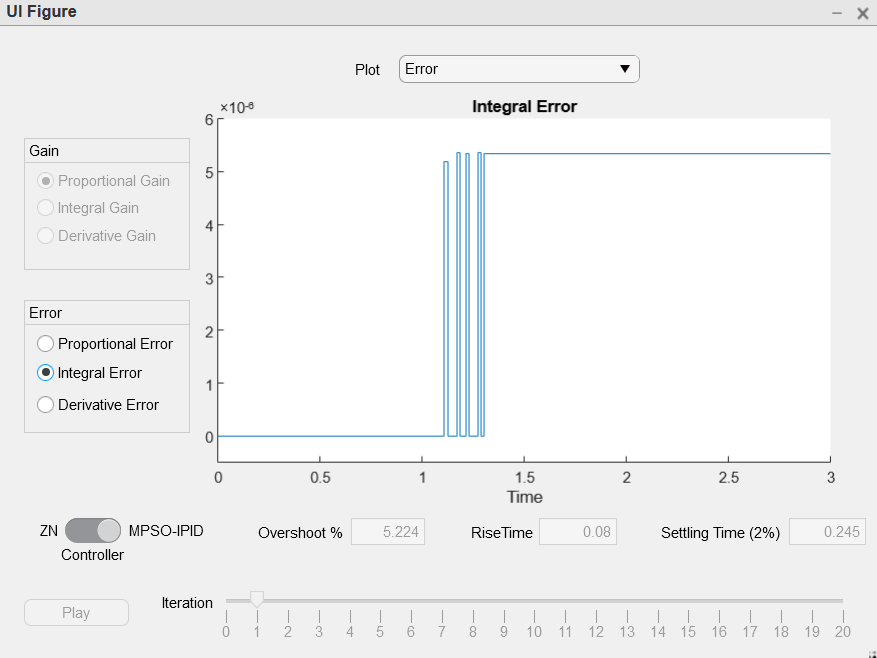 UI Figure
Plot Error
×10-6
Integral Error
6
5
4
3
2
1
0
0 0.5 1 1.5 2 2.5 3
Time
Gain
Proportional Gain
Integral Gain
Derivative Gain
Error
Proportional Error
Integral Error
Derivative Error
ZN MPSO-IPID
Controller
Overshoot % 5.224 RiseTime 0.08 Settling Time (2%) 0.245
Play
Iteration
0 1 2 3 4 5 6 7 8 9 10 11 12 13 14 15 16 17 18 19 20